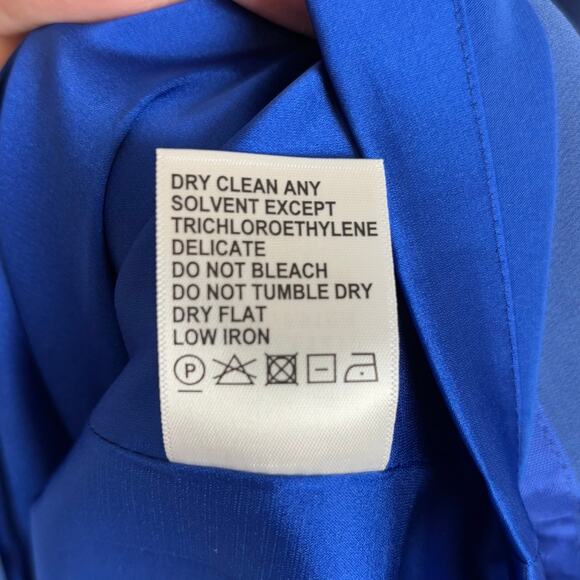 DRY CLEAN ANY
SOLVENT EXCEPT
TRICHLOROETHYLENE
DELICATE
DO NOT BLEACH
DO NOT TUMBLE DRY
DRY FLAT
LOW IRON
P